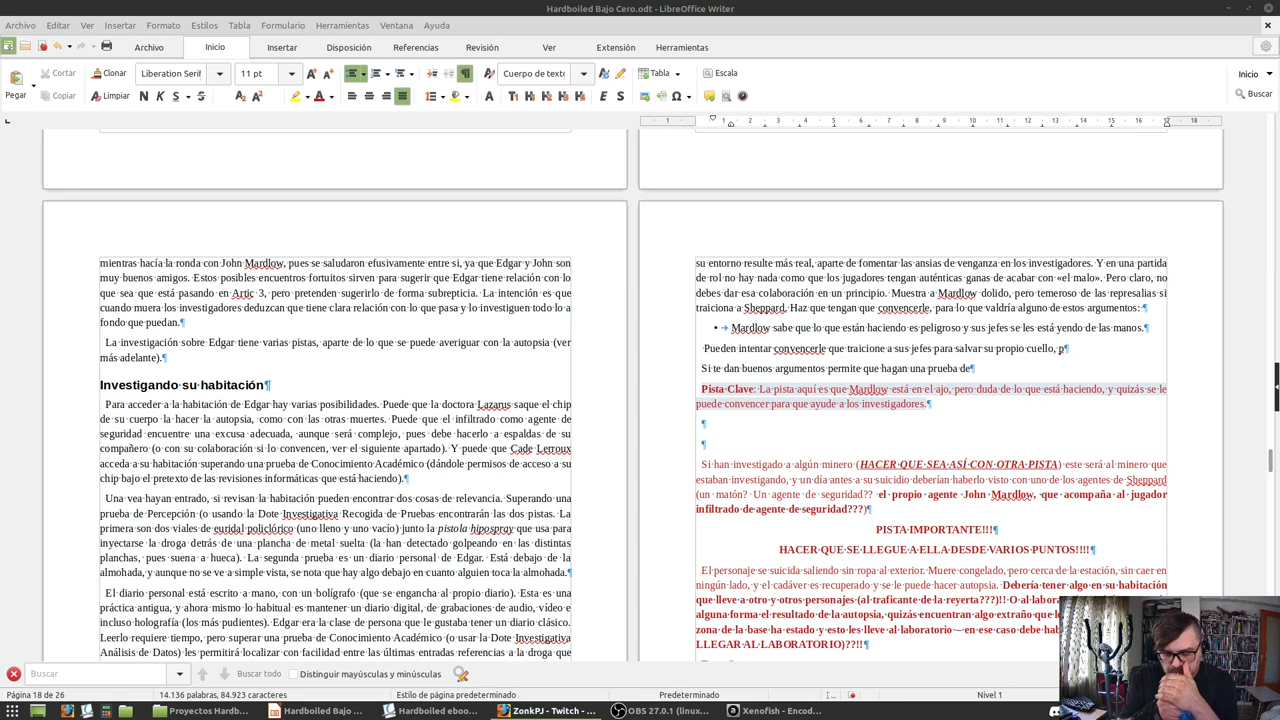 Hardboiled Bajo Cero.odt - LibreOffice Writer
Archivo Editar Ver Insertar Formato Estilos Tabla Formulario Herramientas Ventana Ayuda
Archivo Inicio Insertar Disposición Referencias Revisión Ver Extensión Herramientas
Cortar Clonar Liberation Serif 11 pt Cuerpo de texto Tabla Escala Inicio
Pegar Copiar Limpiar Buscar
1 1 2 3 4 5 6 7 8 9 10 11 12 13 14 15 16 17 18
mientras hacía la ronda con John Mardlow, pues se saludaron efusivamente entre si, ya que Edgar y John son
muy buenos amigos. Estos posibles encuentros fortuitos sirven para sugerir que Edgar tiene relación con lo
que sea que está pasando en Artic 3, pero pretenden sugerirlo de forma subrepticia. La intención es que
cuando muera los investigadores deduzcan que tiene clara relación con lo que pasa y lo investiguen todo lo a
fondo que puedan.¶
La investigación sobre Edgar tiene varias pistas, aparte de lo que se puede averiguar con la autopsia (ver
más adelante).¶
Investigando su habitación¶
Para acceder a la habitación de Edgar hay varias posibilidades. Puede que la doctora Lazarus saque el chip
de su cuerpo la hacer la autopsia, como con las otras muertes. Puede que el infiltrado como agente de
seguridad encuentre una excusa adecuada, aunque será complejo, pues debe hacerlo a espaldas de su
compañero (o con su colaboración si lo convencen, ver el siguiente apartado). Y puede que Cade Lerroux
acceda a su habitación superando una prueba de Conocimiento Académico (dándole permisos de acceso a su
chip bajo el pretexto de las revisiones informáticas que está haciendo).¶
Una vea hayan entrado, si revisan la habitación pueden encontrar dos cosas de relevancia. Superando una
prueba de Percepción (o usando la Dote Investigativa Recogida de Pruebas encontrarán las dos pistas. La
primera son dos viales de euridal policlórico (uno lleno y uno vacío) junto la pistola hipospray que usa para
inyectarse la droga detrás de una plancha de metal suelta (la han detectado golpeando en las distintas
planchas, pues suena a hueca). La segunda prueba es un diario personal de Edgar. Está debajo de la
almohada, y aunque no se ve a simple vista, se nota que hay algo debajo en cuanto alguien toca la almohada.¶
El diario personal está escrito a mano, con un bolígrafo (que se engancha al propio diario). Esta es una
práctica antigua, y ahora mismo lo habitual es mantener un diario digital, de grabaciones de audio, vídeo e
incluso holografía (los más pudientes). Edgar era la clase de persona que le gustaba tener un diario clásico.
Leerlo requiere tiempo, pero superar una prueba de Conocimiento Académico (o usar la Dote Investigativa
Análisis de Datos) les permitirá localizar con facilidad entre las últimas entradas referencias a la droga que
su entorno resulte más real, aparte de fomentar las ansias de venganza en los investigadores. Y en una partida
de rol no hay nada como que los jugadores tengan auténticas ganas de acabar con «el malo». Pero claro, no
debes dar esa colaboración en un principio. Muestra a Mardlow dolido, pero temeroso de las represalias si
traiciona a Sheppard. Haz que tengan que convencerle, para lo que valdría alguno de estos argumentos: ¶
• Mardlow sabe que lo que están haciendo es peligroso y sus jefes se les está yendo de las manos.¶
Pueden intentar convencerle que traicione a sus jefes para salvar su propio cuello, p¶
Si te dan buenos argumentos permite que hagan una prueba de¶
Pista Clave: La pista aquí es que Mardlow está en el ajo, pero duda de lo que está haciendo, y quizás se le
puede convencer para que ayude a los investigadores.¶
¶
¶
Si han investigado a algún minero (HACER QUE SEA ASÍ CON OTRA PISTA) este será al minero que
estaban investigando, y un día antes a su suicidio deberían haberlo visto con uno de los agentes de Sheppard
(un matón? Un agente de seguridad?? el propio agente John Mardlow, que acompaña al jugador
infiltrado de agente de seguridad???)¶
PISTA IMPORTANTE!!!¶
HACER QUE SE LLEGUE A ELLA DESDE VARIOS PUNTOS!!!!¶
El personaje se suicida saliendo sin ropa al exterior. Muere congelado, pero cerca de la estación, sin caer en
ningún lado, y el cadáver es recuperado y se le puede hacer autopsia. Debería tener algo en su habitación
que lleve a otro y otros personajes (al traficante de la reyerta???)!! O al labora
alguna forma el resultado de la autopsia, quizás encuentran algo extraño que lo
zona de la base ha estado y esto les lleve al laboratorio – en ese caso debe hab
LLEGAR AL LABORATORIO)??!!¶
Buscar Buscar todo Distinguir mayúsculas y minúsculas
Página 18 de 26 14.136 palabras, 84.923 caracteres Estilo de página predeterminado Predeterminado Nivel 1
Proyectos Hardb... Hardboiled Bajo ... Hardboiled eboo... ZonkPJ - Twitch - ... OBS 27.0.1 (linux... Xenofish - Encod...